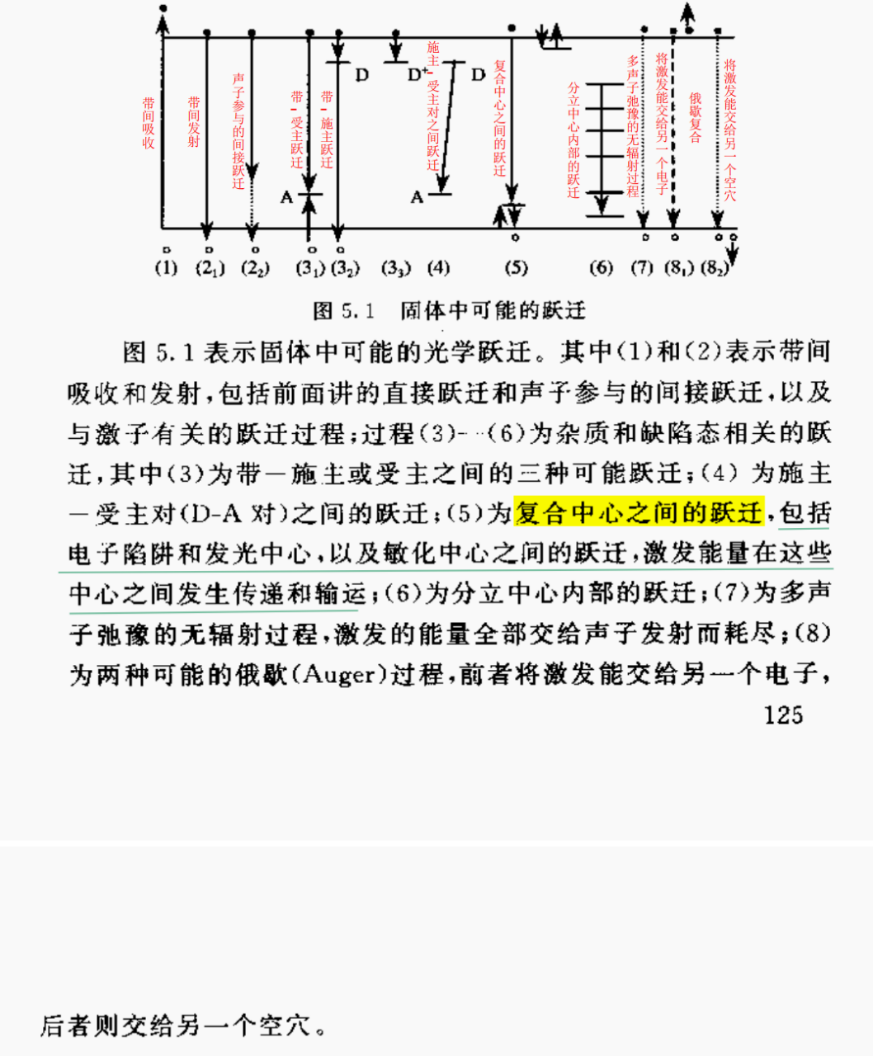 带间吸收
带间发射
声子参与的间接跃迁
带-受主跃迁
带-施主跃迁
施主-受主对之间跃迁
复合中心之间的跃迁
分立中心内部的跃迁
多声子弛豫的无辐射过程
将激发能交给另一个电子
俄歇复合
将激发能交给另一个空穴
D D⁺ D
A A
(1) (2₁) (2₂) (3₁) (3₂) (3₃) (4) (5) (6) (7) (8₁) (8₂)
图 5.1 固体中可能的跃迁
图 5.1 表示固体中可能的光学跃迁。其中(1)和(2)表示带间
吸收和发射,包括前面讲的直接跃迁和声子参与的间接跃迁,以及
与激子有关的跃迁过程;过程(3)-…(6)为杂质和缺陷态相关的跃
迁,其中(3)为带—施主或受主之间的三种可能跃迁;(4) 为施主
—受主对(D-A 对)之间的跃迁;(5)为复合中心之间的跃迁,包括
电子陷阱和发光中心,以及敏化中心之间的跃迁,激发能量在这些
中心之间发生传递和输运;(6)为分立中心内部的跃迁;(7)为多声
子弛豫的无辐射过程,激发的能量全部交给声子发射而耗尽;(8)
为两种可能的俄歇(Auger)过程,前者将激发能交给另一个电子,
125
后者则交给另一个空穴。